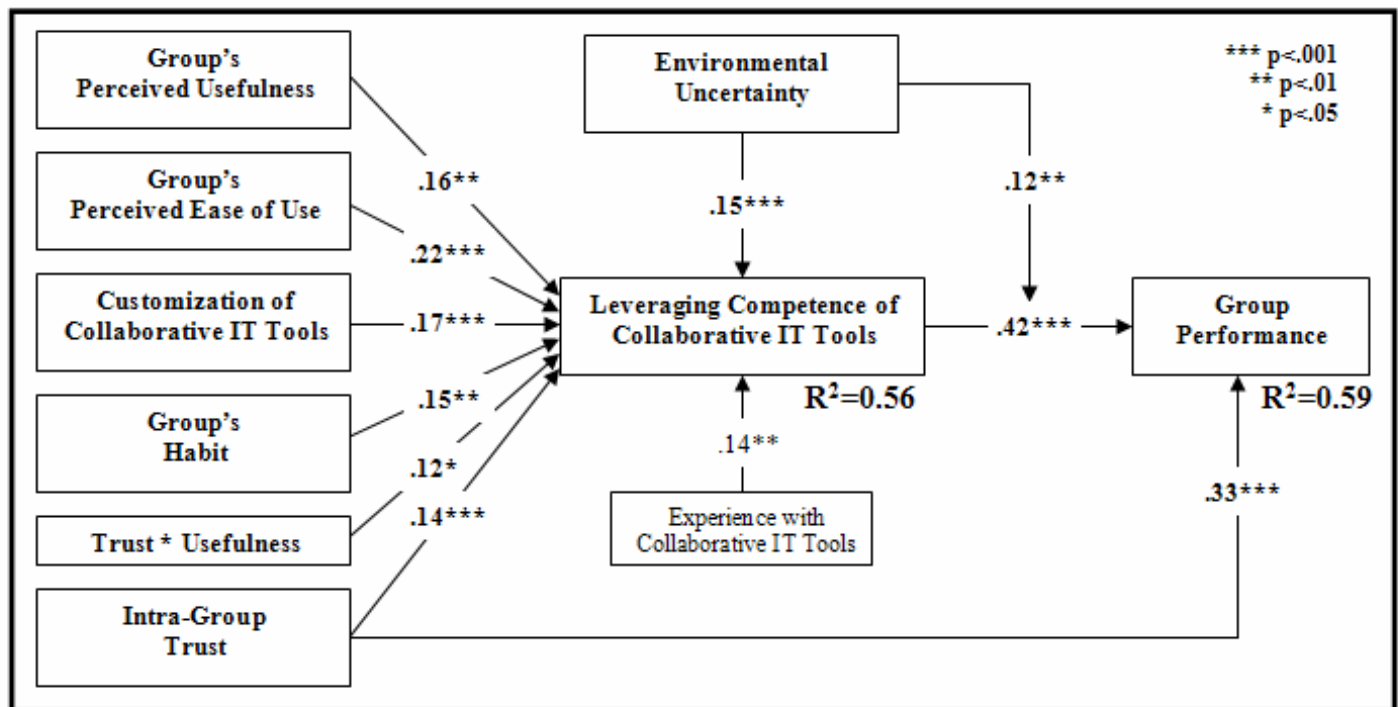 Group's
Perceived Usefulness
Environmental
Uncertainty
*** p<.001
** p<.01
* p<.05
Group's
Perceived Ease of Use
.16**
.15***
.12**
.22***
Customization of
Collaborative IT Tools
.17***
Leveraging Competence of
Collaborative IT Tools
.42***
Group
Performance
R²=0.56
R²=0.59
Group's
Habit
.15**
.14**
.12*
.33***
Trust * Usefulness
.14***
Experience with
Collaborative IT Tools
Intra-Group
Trust